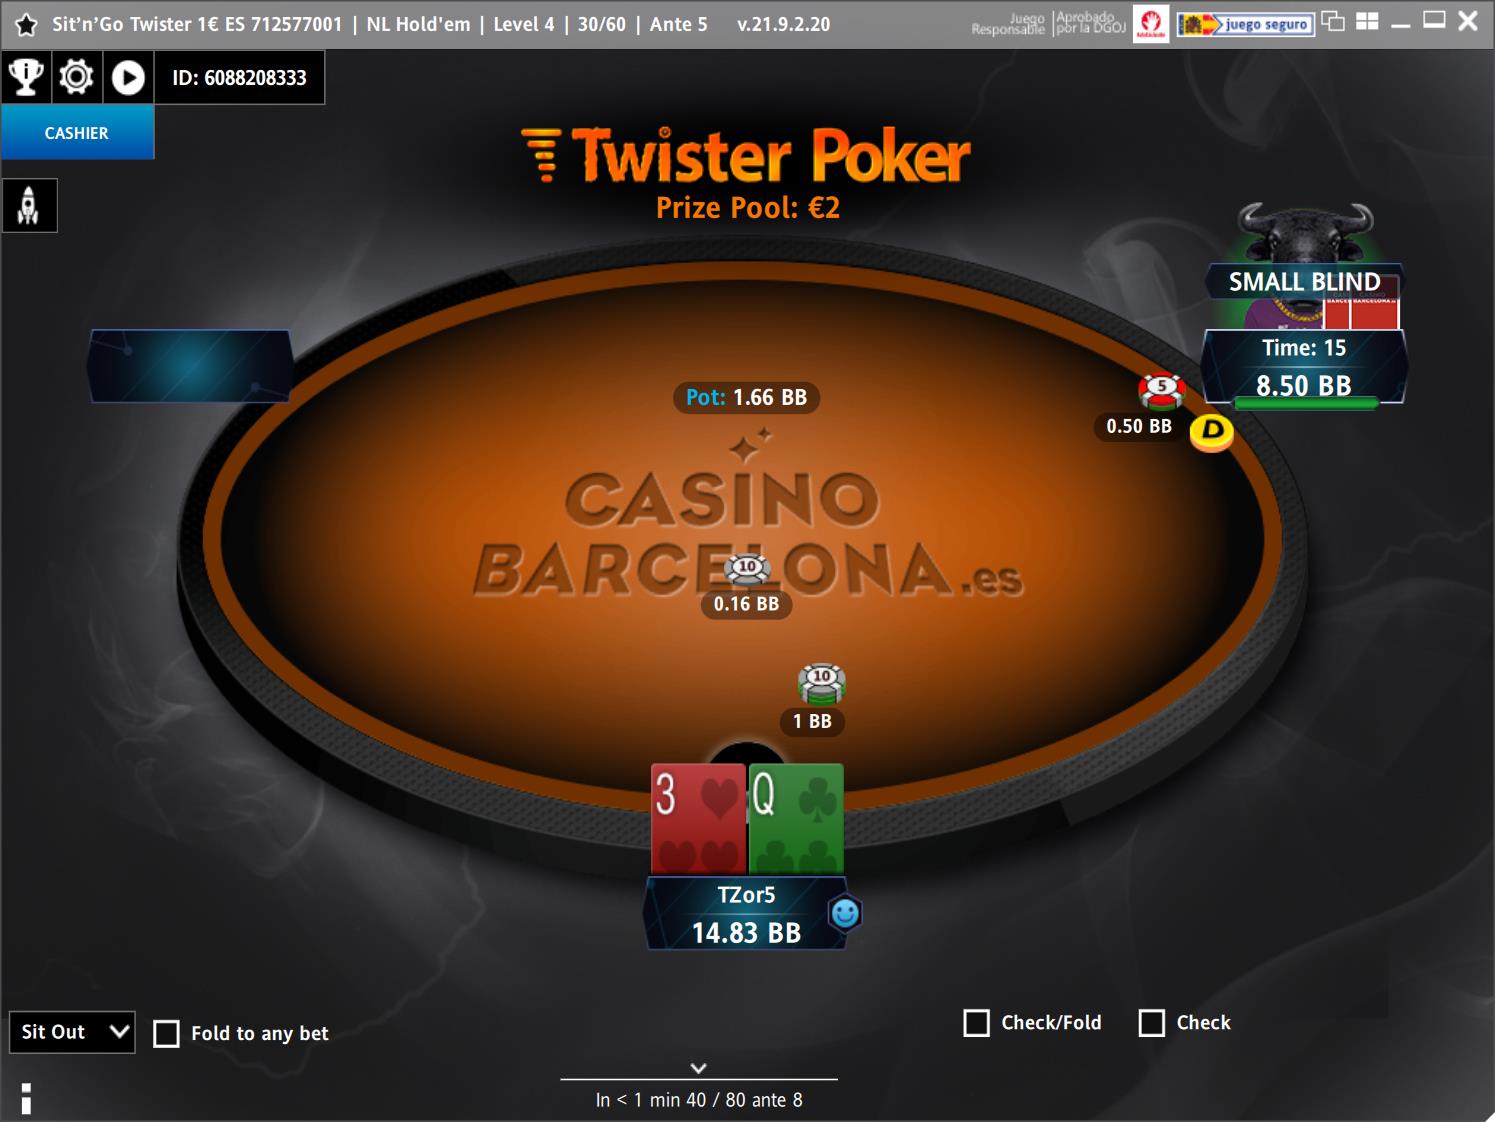 Sit'n'Go Twister 1€ ES 712577001 | NL Hold'em | Level 4 | 30/60 | Ante 5 v.21.9.2.20
Juego Responsable | Aprobado por la DGOJ
juego seguro
ID: 6088208333
CASHIER
Twister Poker
Prize Pool: €2
SMALL BLIND
Time: 15
8.50 BB
Pot: 1.66 BB
5
0.50 BB
D
CASINO
BARCELONA.es
10
0.16 BB
10
1 BB
3 Q
TZor5
14.83 BB
Sit Out
Fold to any bet
Check/Fold
Check
In < 1 min 40 / 80 ante 8